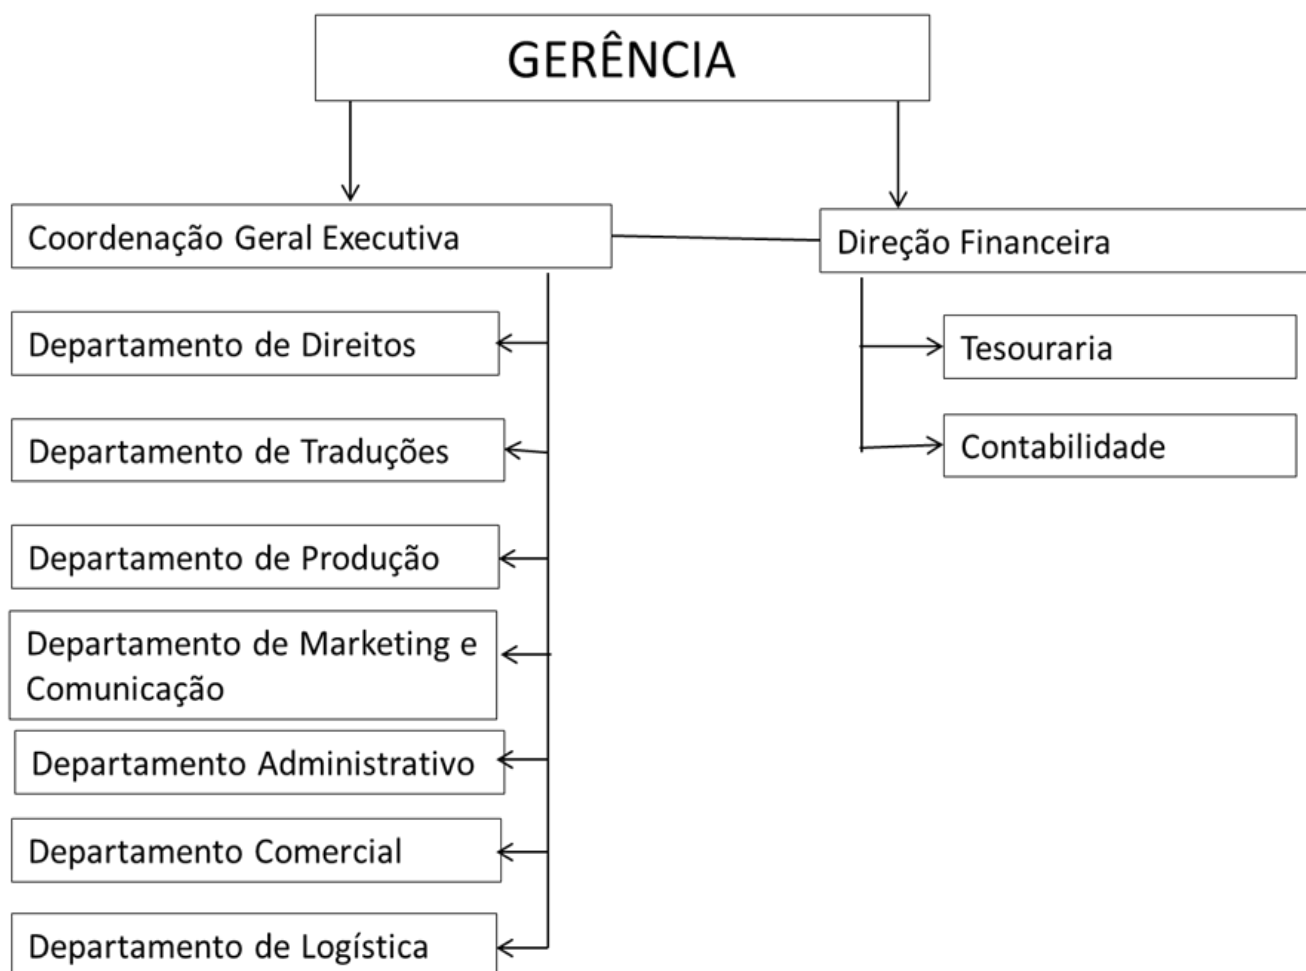 GERÊNCIA
Coordenação Geral Executiva
Direção Financeira
Departamento de Direitos
Tesouraria
Departamento de Traduções
Contabilidade
Departamento de Produção
Departamento de Marketing e
Comunicação
Departamento Administrativo
Departamento Comercial
Departamento de Logística